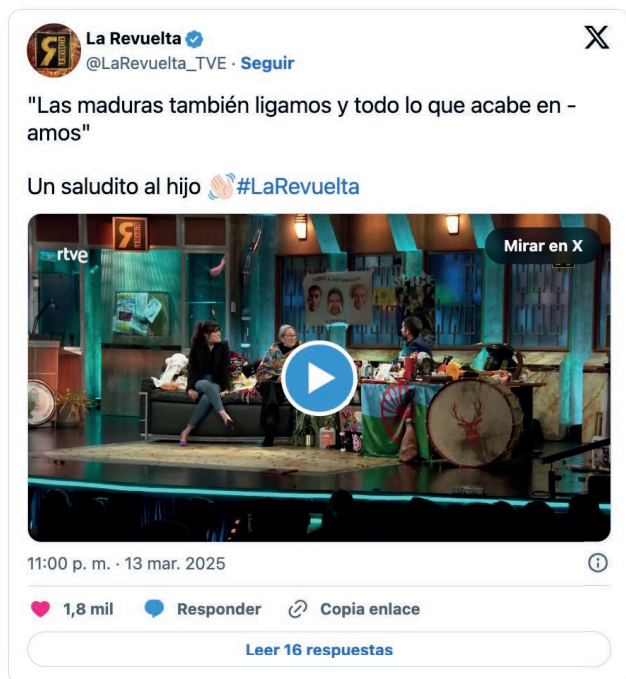 La Revuelta
@LaRevuelta_TVE · Seguir
"Las maduras también ligamos y todo lo que acabe en -
amos"
Un saludito al hijo 👋🏻#LaRevuelta
rtve
Mirar en X
11:00 p. m. · 13 mar. 2025
1,8 mil
Responder
Copia enlace
Leer 16 respuestas